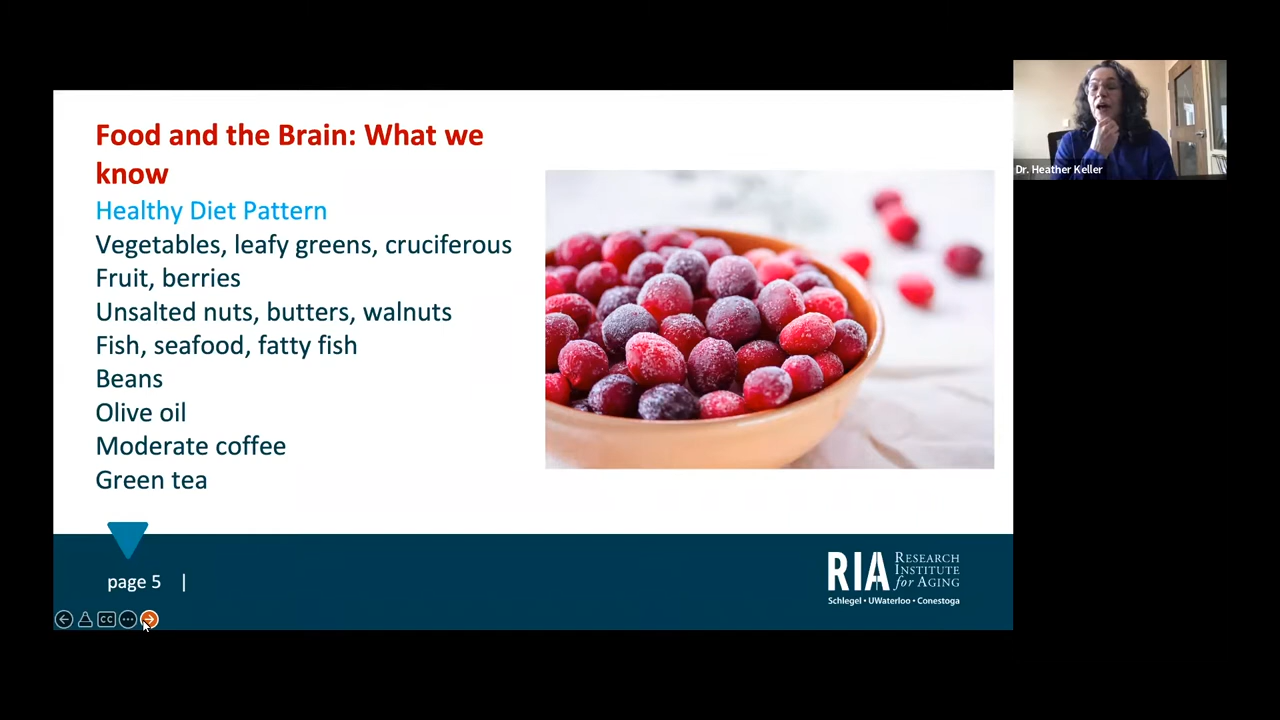 Food and the Brain: What we
know
Healthy Diet Pattern
Vegetables, leafy greens, cruciferous
Fruit, berries
Unsalted nuts, butters, walnuts
Fish, seafood, fatty fish
Beans
Olive oil
Moderate coffee
Green tea
Dr. Heather Keller
page 5 |
RIA
RESEARCH
INSTITUTE
for AGING
Schlegel • UWaterloo • Conestoga
CC